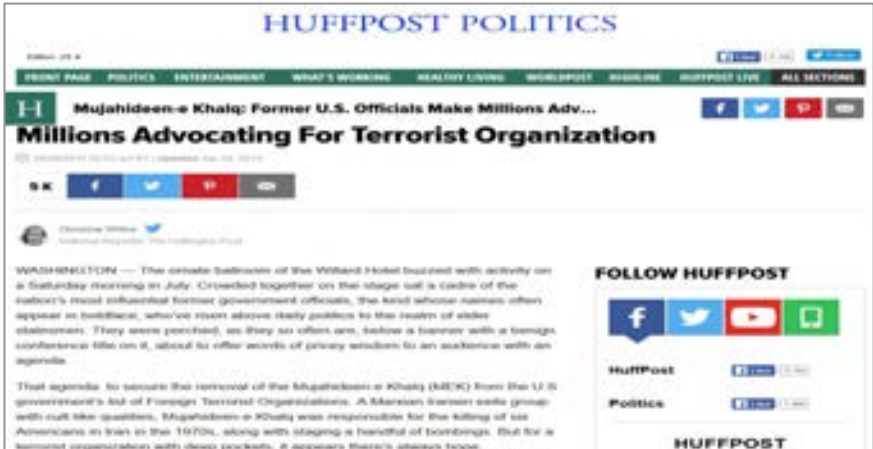 HUFFPOST POLITICS
FRONT PAGE POLITICS ENTERTAINMENT WHAT'S WORKING HEALTHY LIVING WORLDPOST HIGHLINE HUFFPOST LIVE ALL SECTIONS
H Mujahideen-e Khalq: Former U.S. Officials Make Millions Adv...
Millions Advocating For Terrorist Organization
5K
WASHINGTON — The ornate ballroom of the Willard Hotel buzzed with activity on
a Saturday morning in July. Crowded together on the stage sat a cadre of the
nation's most influential former government officials, the kind whose names often
appear in boldface, who've risen above daily politics to the realm of elder
statesmen. They were perched, as they so often are, below a banner with a benign
conference title on it, about to offer words of pricey wisdom to an audience with an
agenda.
That agenda: to secure the removal of the Mujahideen-e Khalq (MEK) from the U.S.
government's list of Foreign Terrorist Organizations. A Marxian Iranian exile group
with cult-like qualities, Mujahideen-e Khalq was responsible for the killing of six
Americans in Iran in the 1970s, along with staging a handful of bombings. But for a
terrorist organization with deep pockets, it appears there's always hope.
FOLLOW HUFFPOST
HuffPost
Politics
HUFFPOST